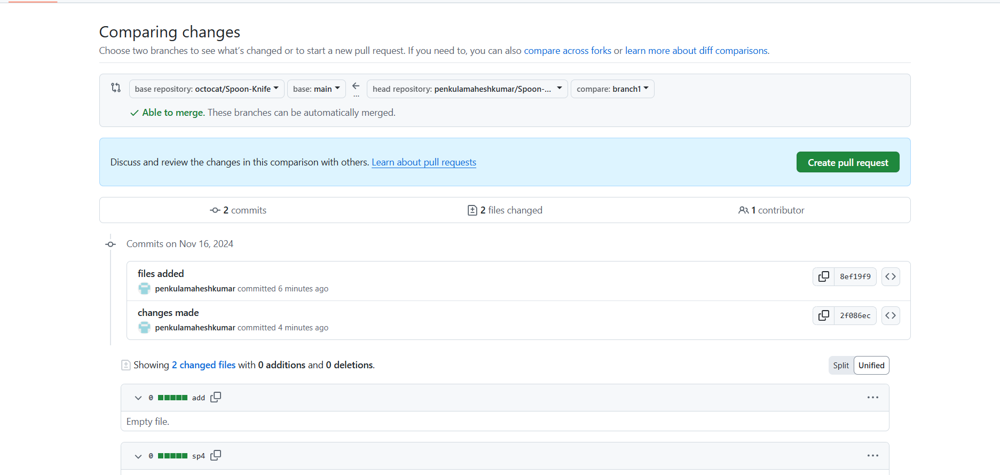 Comparing changes
Choose two branches to see what's changed or to start a new pull request. If you need to, you can also compare across forks or learn more about diff comparisons.
base repository: octocat/Spoon-Knife base: main ... head repository: penkulamaheshkumar/Spoon-... compare: branch1
Able to merge. These branches can be automatically merged.
Discuss and review the changes in this comparison with others. Learn about pull requests Create pull request
2 commits 2 files changed 1 contributor
Commits on Nov 16, 2024
files added 8ef19f9
penkulamaheshkumar committed 6 minutes ago
changes made 2f086ec
penkulamaheshkumar committed 4 minutes ago
Showing 2 changed files with 0 additions and 0 deletions. Split Unified
0 add
Empty file.
0 sp4